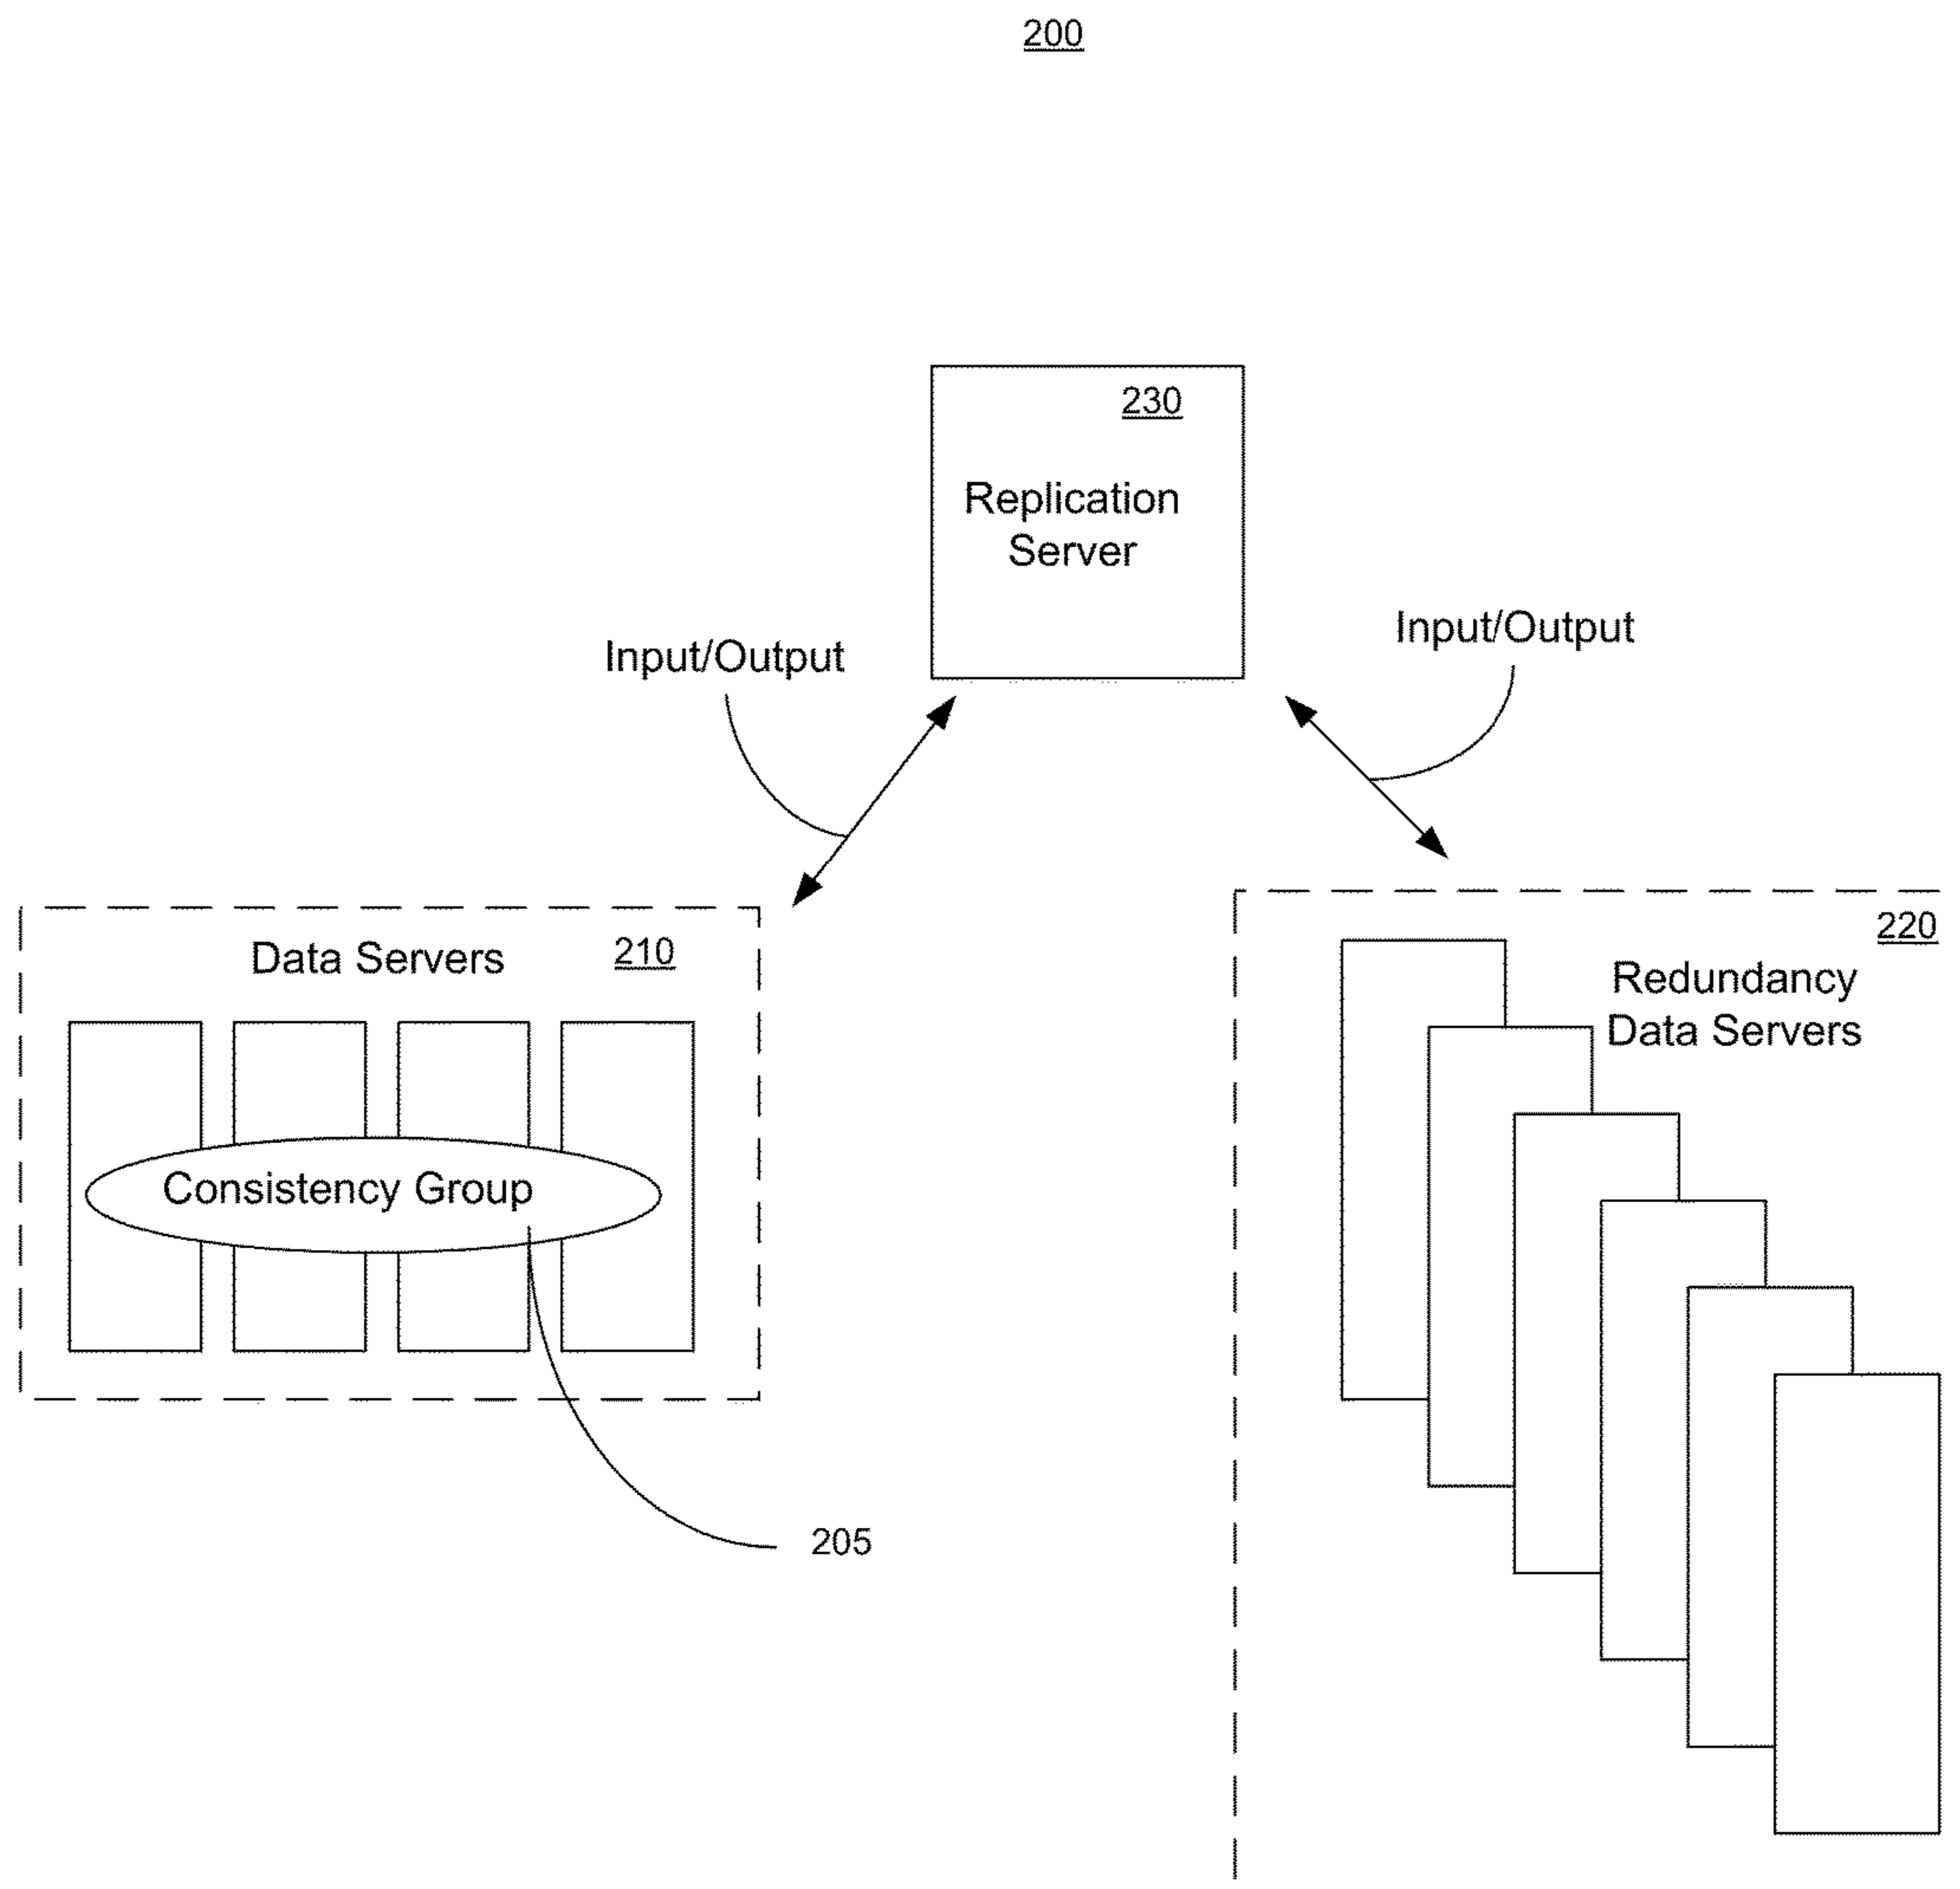 200
230
Replication
Server
Input/Output
Input/Output
Data Servers
210
220
Redundancy
Data Servers
Consistency Group
205